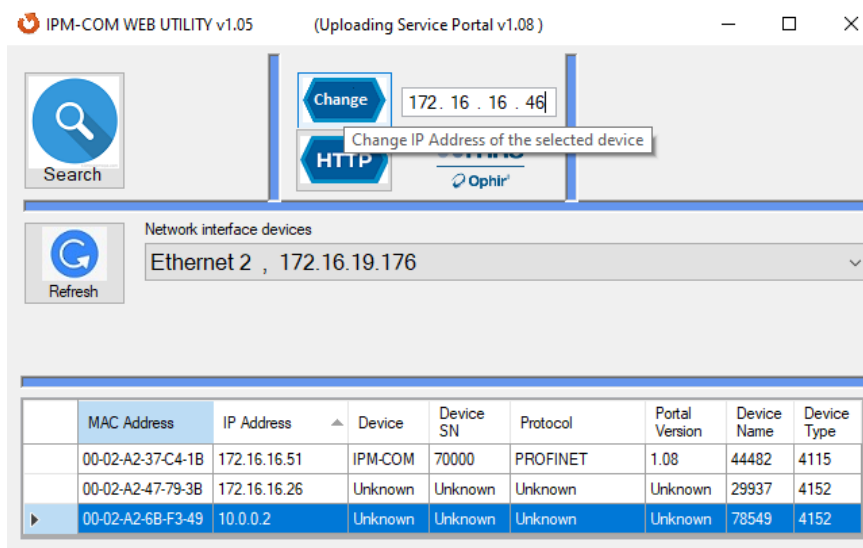 IPM-COM WEB UTILITY v1.05 (Uploading Service Portal v1.08 )
Search
Change 172 . 16 . 16 . 46
Change IP Address of the selected device
HTTP
Ophir
Network interface devices
Refresh
Ethernet 2 , 172.16.19.176
MAC Address IP Address Device Device SN Protocol Portal Version Device Name Device Type
00-02-A2-37-C4-1B 172.16.16.51 IPM-COM 70000 PROFINET 1.08 44482 4115
00-02-A2-47-79-3B 172.16.16.26 Unknown Unknown Unknown Unknown 29937 4152
00-02-A2-6B-F3-49 10.0.0.2 Unknown Unknown Unknown Unknown 78549 4152